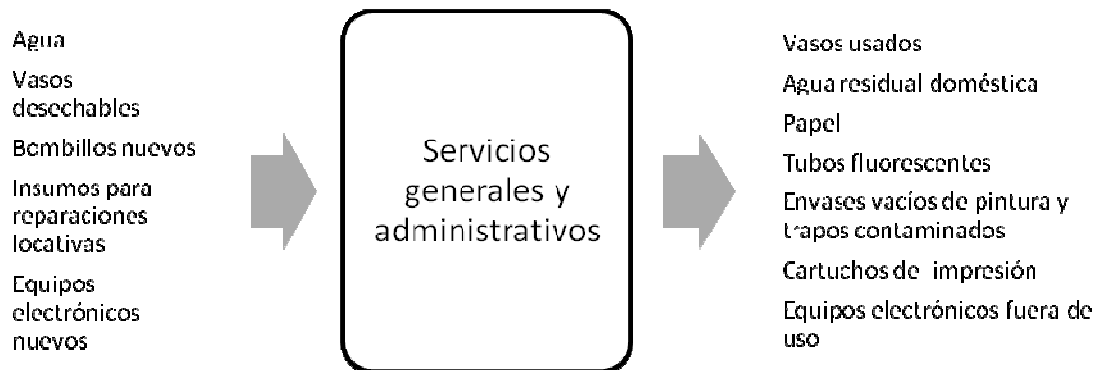 Agua
Vasos
desechables
Bombillos nuevos
Insumos para
reparaciones
locativas
Equipos
electrónicos
nuevos
Servicios
generales y
administrativos
Vasos usados
Agua residual doméstica
Papel
Tubos fluorescentes
Envases vacíos de pintura y
trapos contaminados
Cartuchos de impresión
Equipos electrónicos fuera de
uso